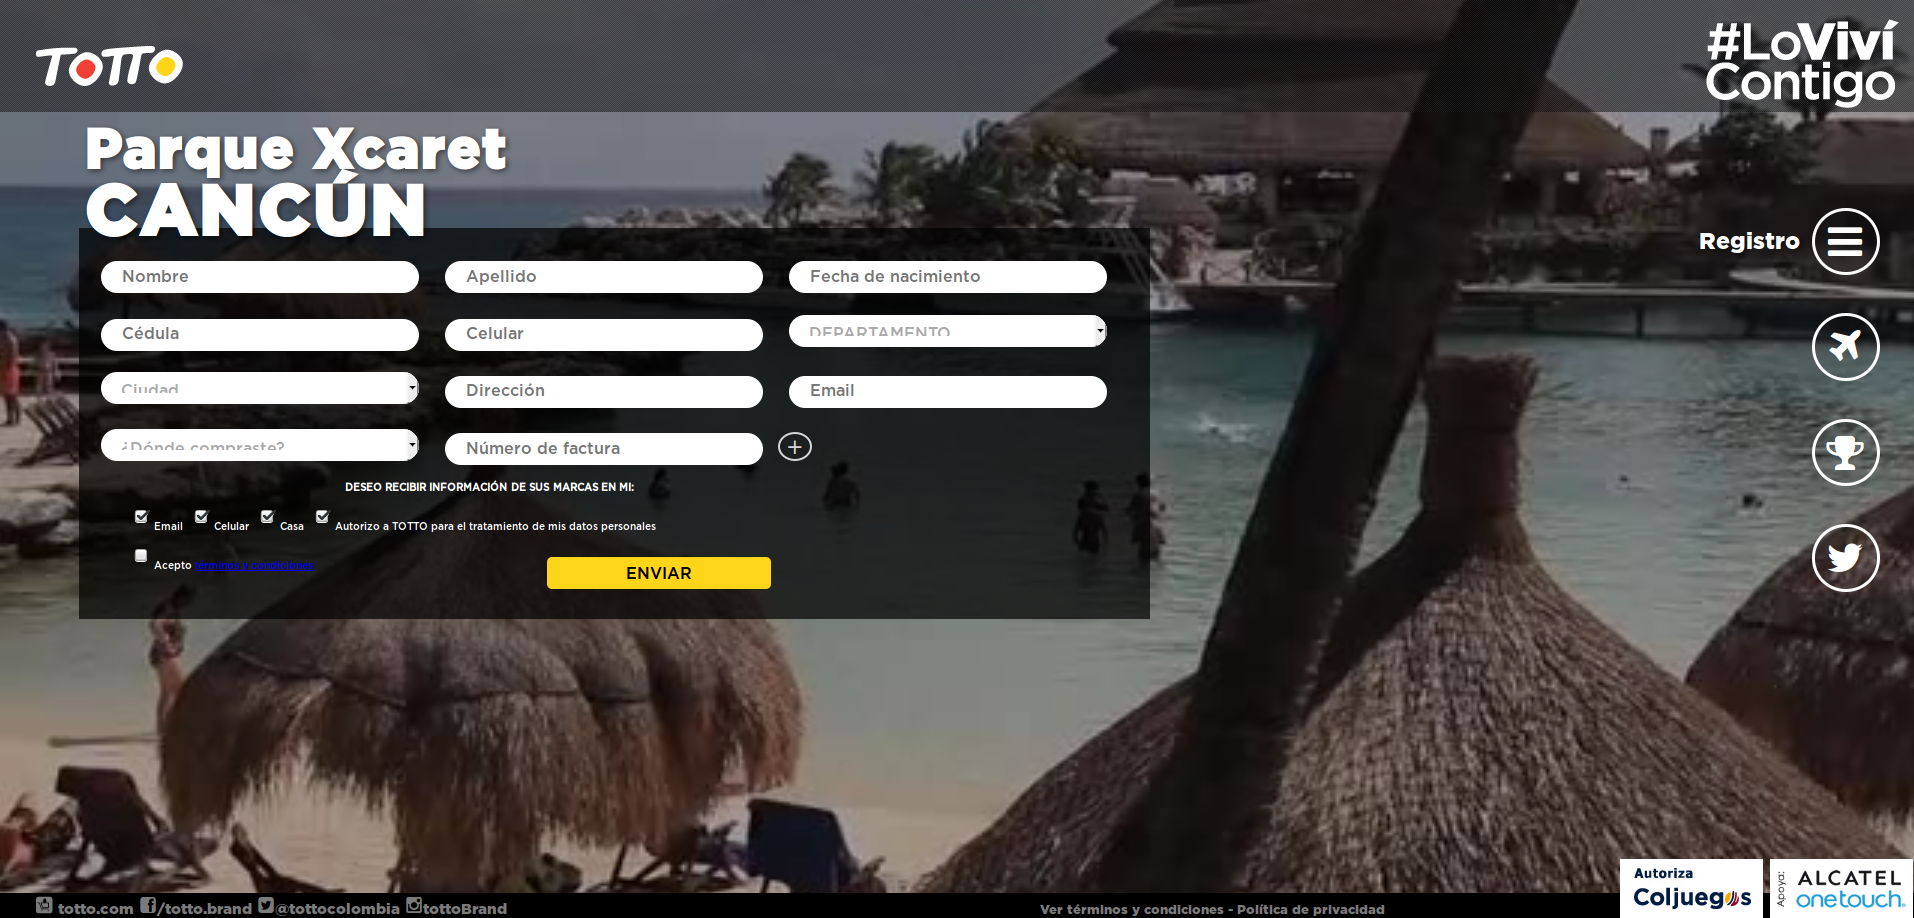 TOTTO
#LoViví
Contigo
Parque Xcaret
CANCÚN
Registro
Nombre
Apellido
Fecha de nacimiento
Cédula
Celular
DEPARTAMENTO
Ciudad
Dirección
Email
¿Dónde compraste?
Número de factura
DESEO RECIBIR INFORMACIÓN DE SUS MARCAS EN MI:
Email Celular Casa Autorizo a TOTTO para el tratamiento de mis datos personales
Acepto términos y condiciones
ENVIAR
totto.com /totto.brand @tottocolombia tottoBrand
Ver términos y condiciones - Política de privacidad
Autoriza
Coljuegos
Apoya:
ALCATEL
onetouch.